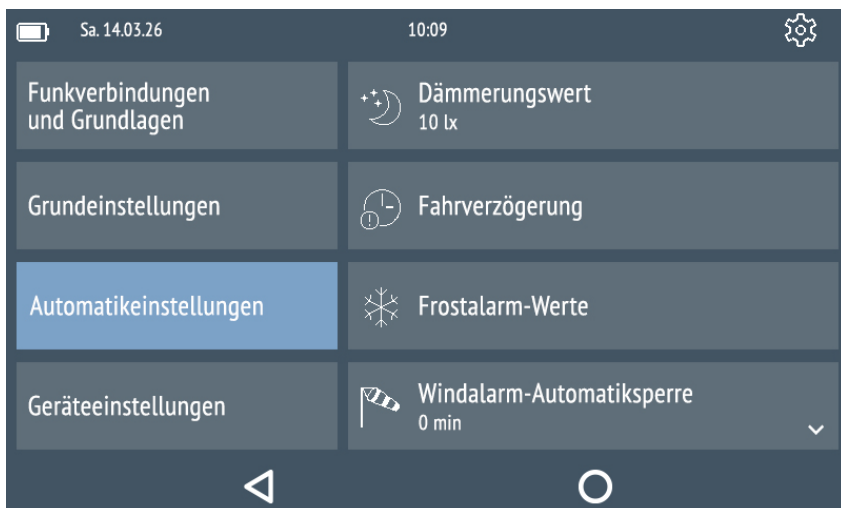 Sa. 14.03.26
10:09
Funkverbindungen
und Grundlagen
Dämmerungswert
10 lx
Grundeinstellungen
Fahrverzögerung
Automatikeinstellungen
Frostalarm-Werte
Geräteeinstellungen
Windalarm-Automatiksperre
0 min